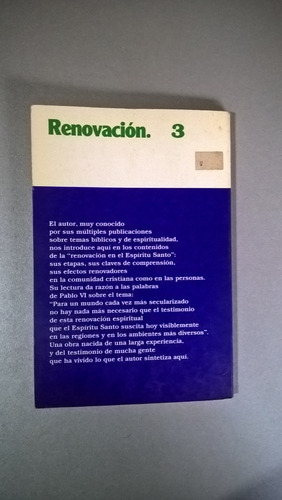 Renovación. 3
El autor, muy conocido
por sus múltiples publicaciones
sobre temas bíblicos y de espiritualidad,
nos introduce aquí en los contenidos
de la "renovación en el Espíritu Santo":
sus etapas, sus claves de comprensión,
sus efectos renovadores
en la comunidad cristiana como en las personas.
Su lectura da razón a las palabras
de Pablo VI sobre el tema:
"Para un mundo cada vez más secularizado
no hay nada más necesario que el testimonio
de esta renovación espiritual
que el Espíritu Santo suscita hoy visiblemente
en las regiones y en los ambientes más diversos".
Una obra nacida de una larga experiencia,
y del testimonio de mucha gente
que ha vivido lo que el autor sintetiza aquí.